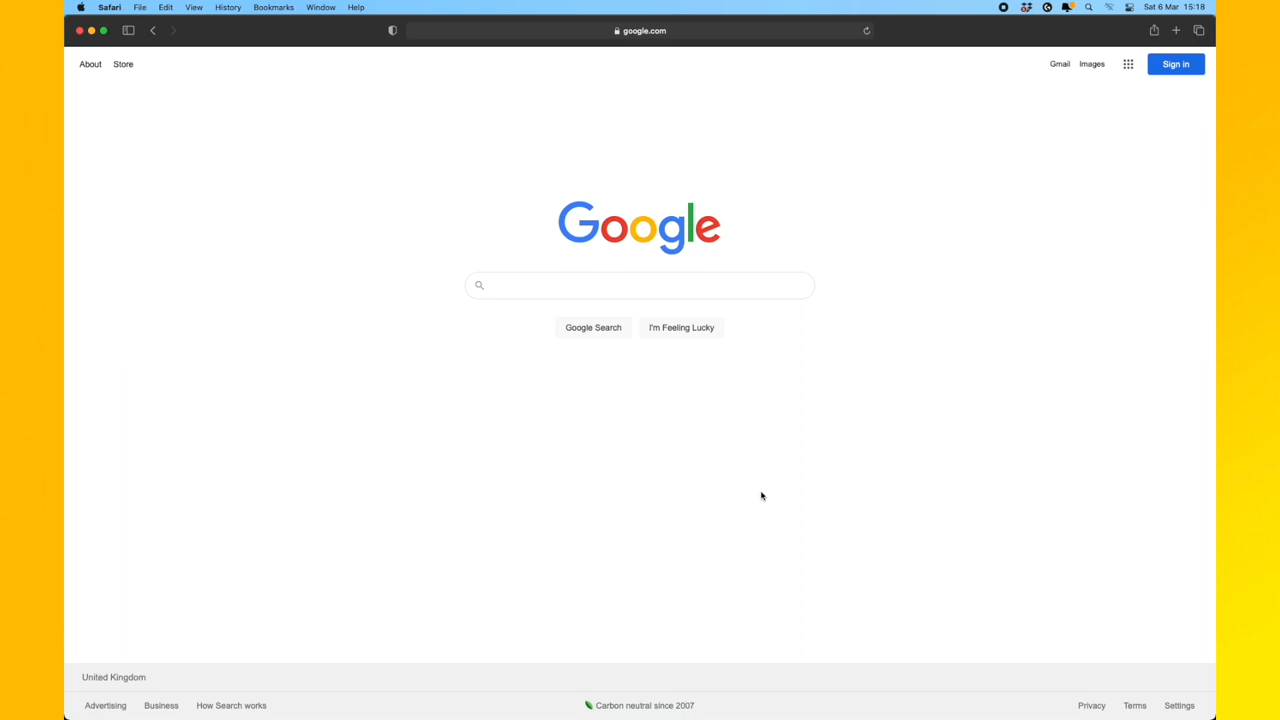 Safari File Edit View History Bookmarks Window Help Sat 6 Mar 15:18
google.com
About Store Gmail Images Sign in
Google
Google Search I'm Feeling Lucky
United Kingdom
Advertising Business How Search works Carbon neutral since 2007 Privacy Terms Settings